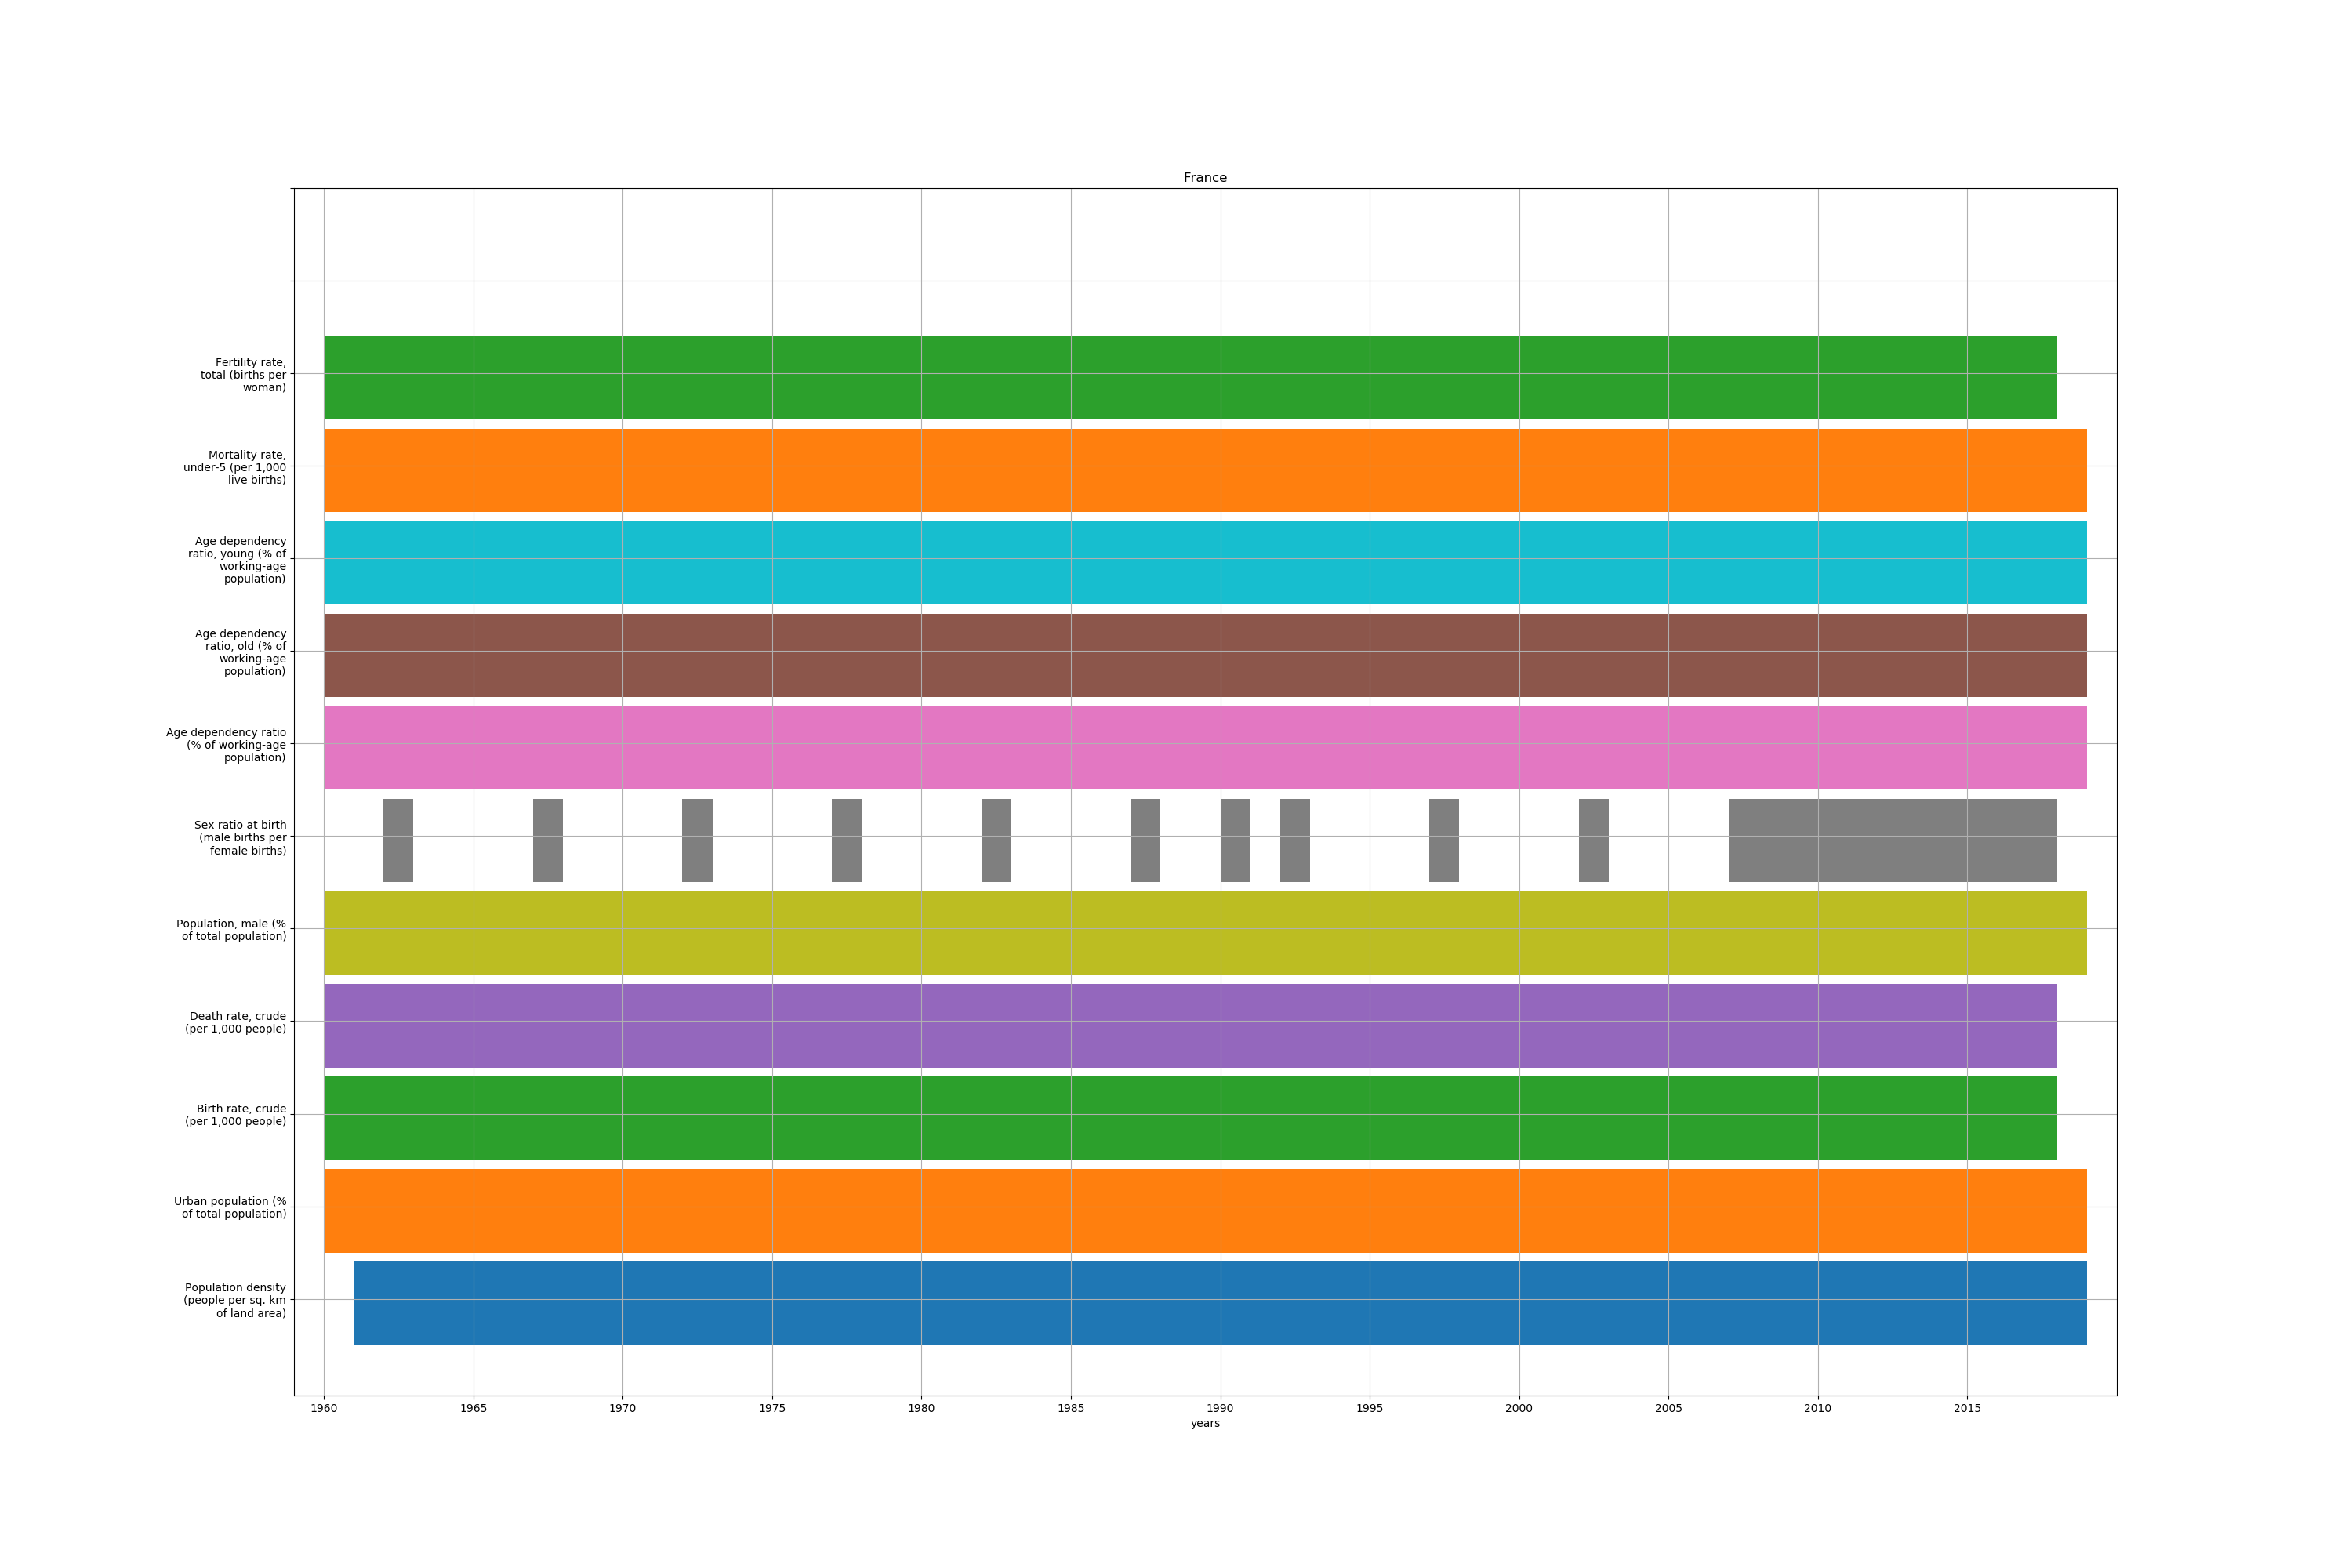 France
Fertility rate,
total (births per
woman)
Mortality rate,
under-5 (per 1,000
live births)
Age dependency
ratio, young (% of
working-age
population)
Age dependency
ratio, old (% of
working-age
population)
Age dependency ratio
(% of working-age
population)
Sex ratio at birth
(male births per
female births)
Population, male (%
of total population)
Death rate, crude
(per 1,000 people)
Birth rate, crude
(per 1,000 people)
Urban population (%
of total population)
Population density
(people per sq. km
of land area)
1960 1965 1970 1975 1980 1985 1990 1995 2000 2005 2010 2015
years